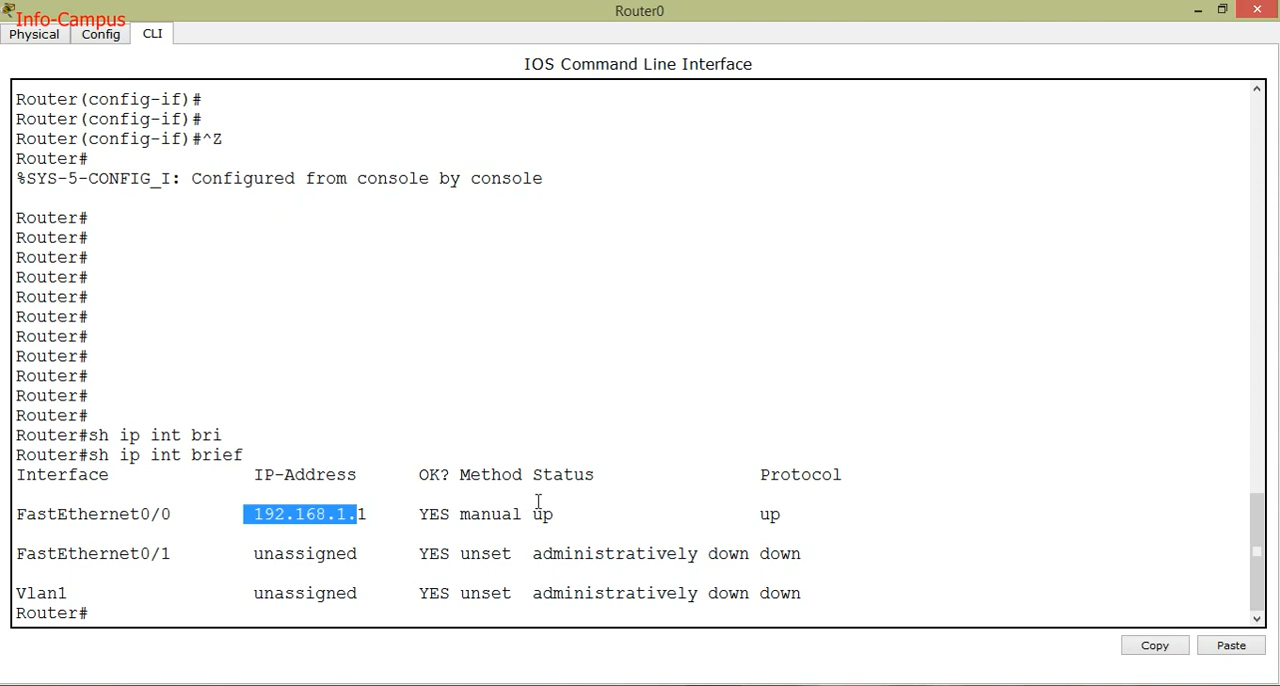 Router0
Info-Campus
Physical Config CLI
IOS Command Line Interface
Router(config-if)#
Router(config-if)#
Router(config-if)#^Z
Router#
%SYS-5-CONFIG_I: Configured from console by console
Router#
Router#
Router#
Router#
Router#
Router#
Router#
Router#
Router#
Router#
Router#
Router#sh ip int bri
Router#sh ip int brief
Interface IP-Address OK? Method Status Protocol
FastEthernet0/0 192.168.1.1 YES manual up up
FastEthernet0/1 unassigned YES unset administratively down down
Vlan1 unassigned YES unset administratively down down
Router#
Copy Paste